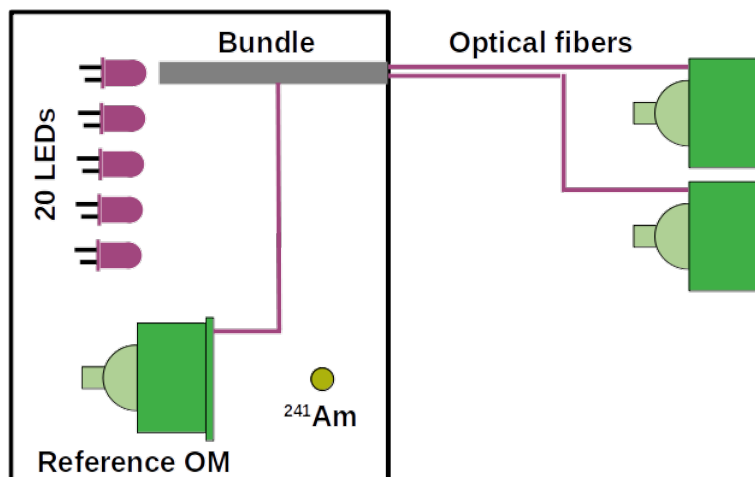 Bundle
Optical fibers
20 LEDs
²⁴¹Am
Reference OM